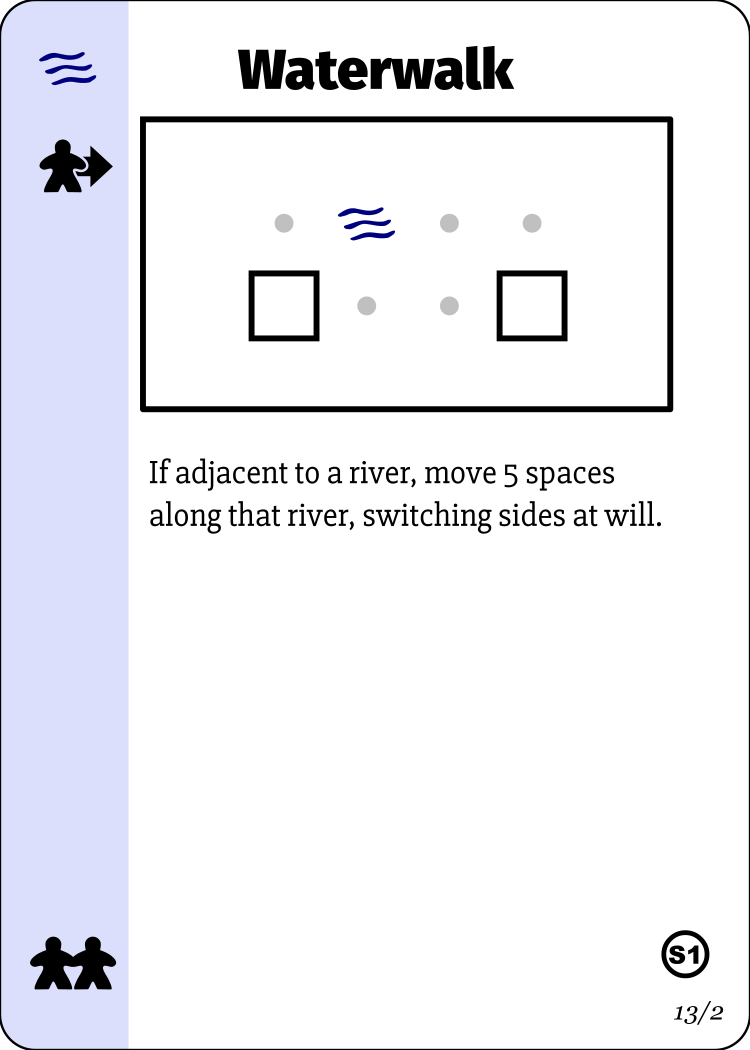 Waterwalk
If adjacent to a river, move 5 spaces
along that river, switching sides at will.
S1
13/2